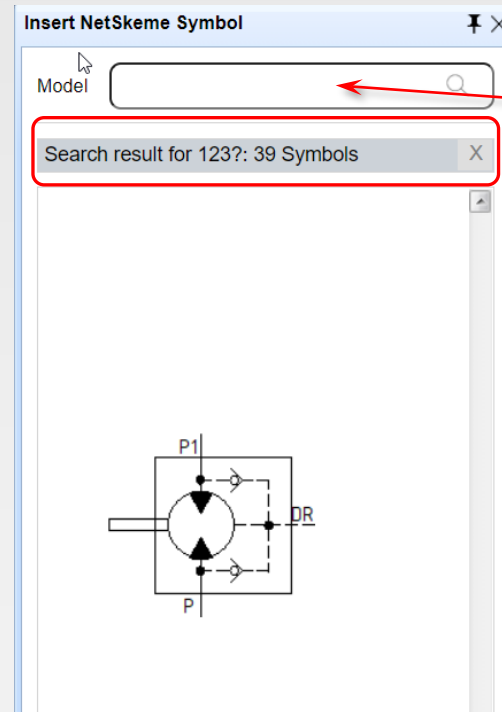 Insert NetSkeme Symbol
Model
Search result for 123?: 39 Symbols X
P1
DR
P